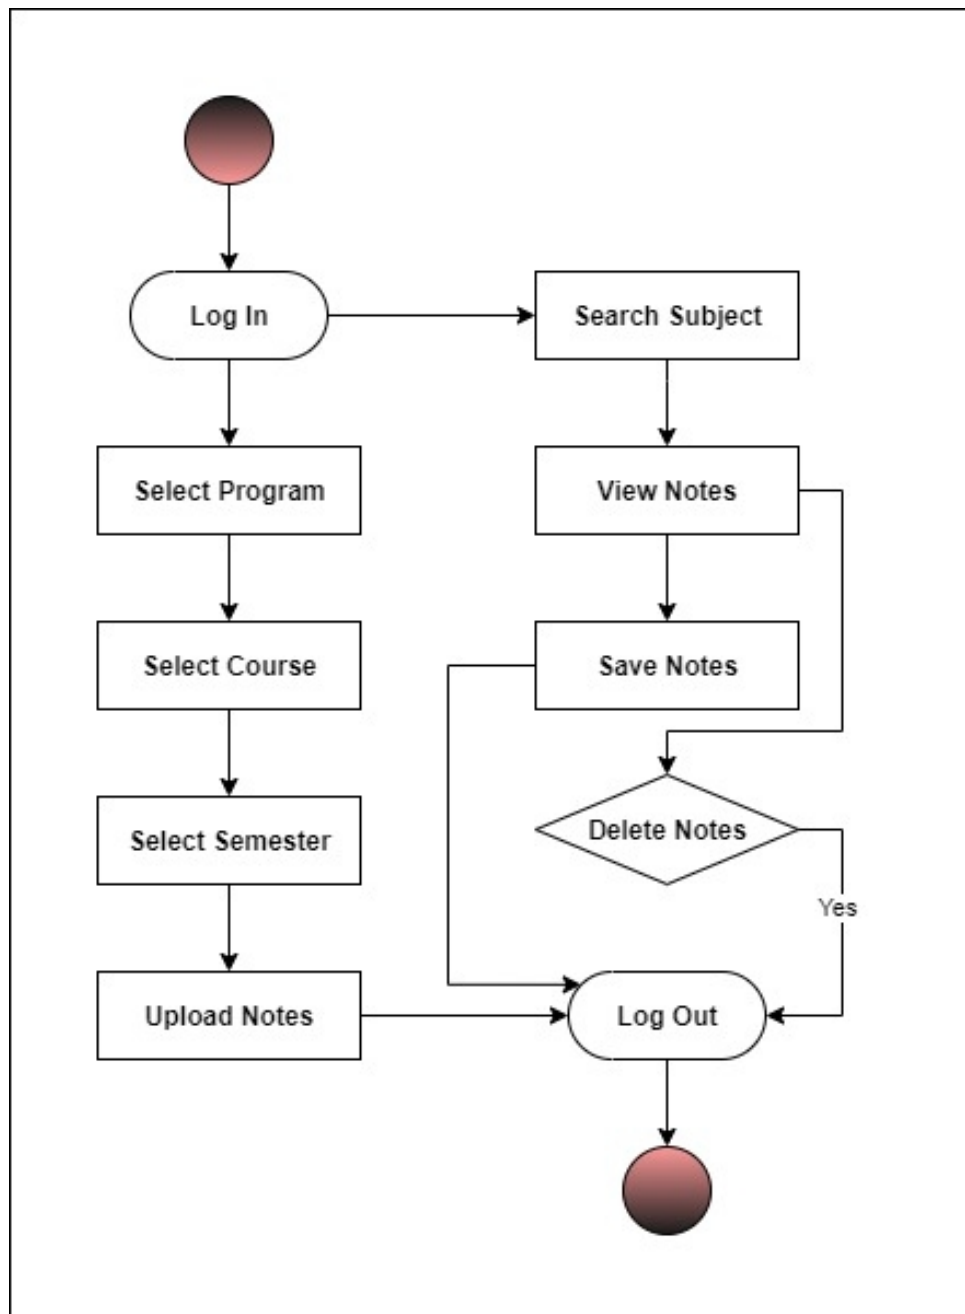 Log In
Search Subject
Select Program
View Notes
Select Course
Save Notes
Select Semester
Delete Notes
Yes
Upload Notes
Log Out